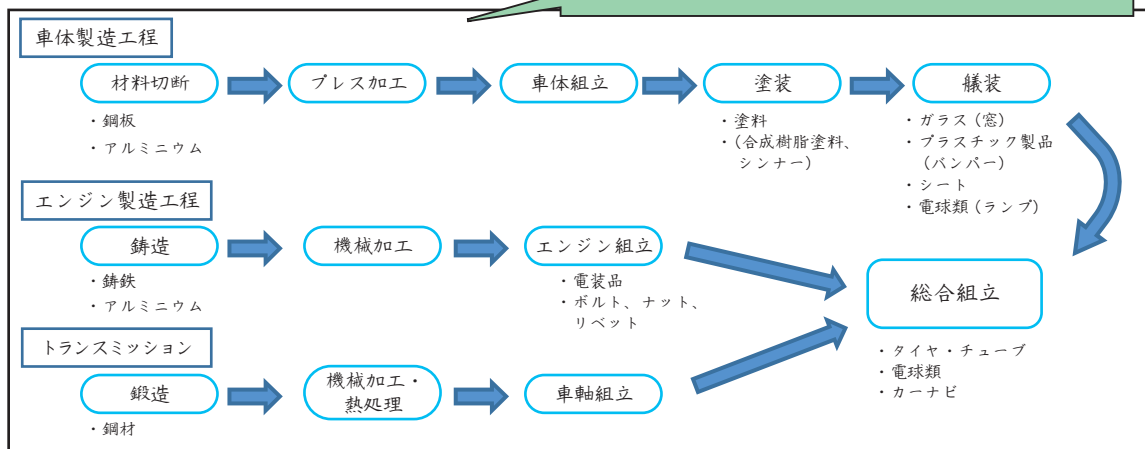 車体製造工程
材料切断
プレス加工
車体組立
塗装
艤装
・鋼板
・アルミニウム
・塗料
・(合成樹脂塗料、
シンナー)
・ガラス (窓)
・プラスチック製品
(バンパー)
・シート
・電球類 (ランプ)
エンジン製造工程
鋳造
機械加工
エンジン組立
・鋳鉄
・アルミニウム
・電装品
・ボルト、ナット、
リベット
総合組立
・タイヤ・チューブ
・電球類
・カーナビ
トランスミッション
鍛造
機械加工・
熱処理
車軸組立
・鋼材